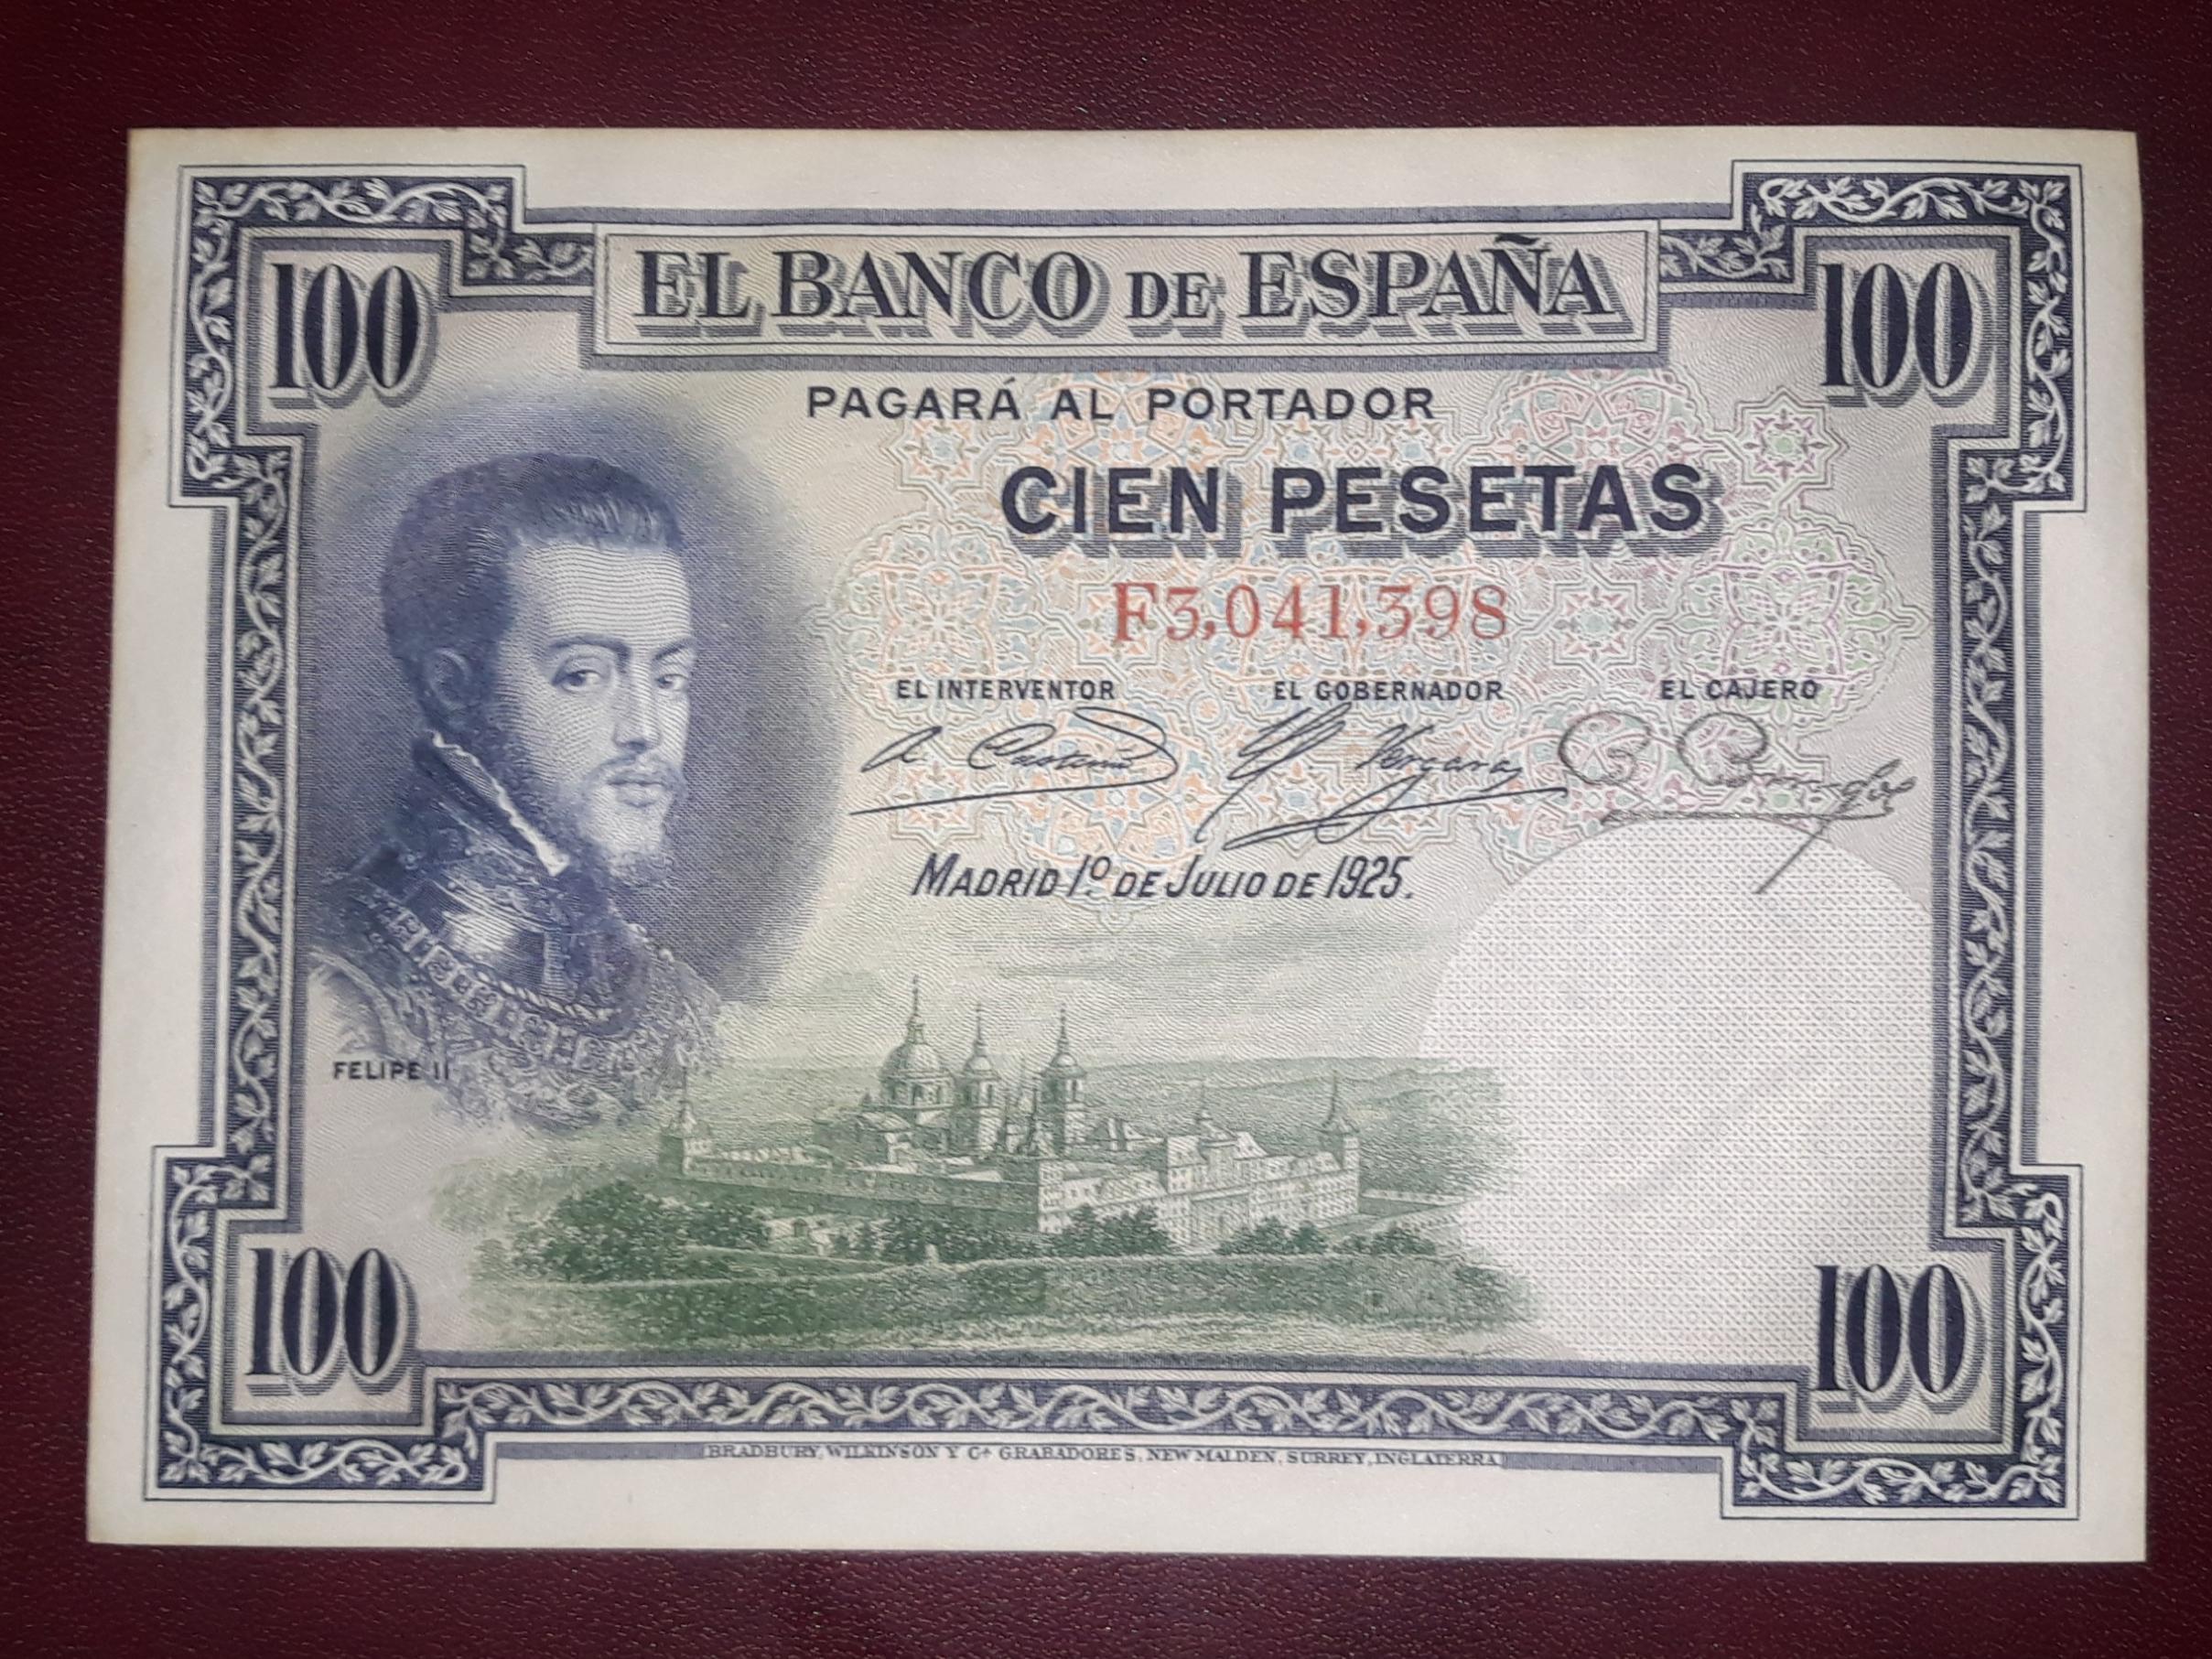 100
EL BANCO DE ESPAÑA
100
PAGARÁ AL PORTADOR
CIEN PESETAS
F3,041,398
EL INTERVENTOR EL GOBERNADOR EL CAJERO
MADRID 1º DE JULIO DE 1925.
FELIPE II
100
100
BRADBURY, WILKINSON Y Cª GRABADORES, NEW MALDEN, SURREY, INGLATERRA